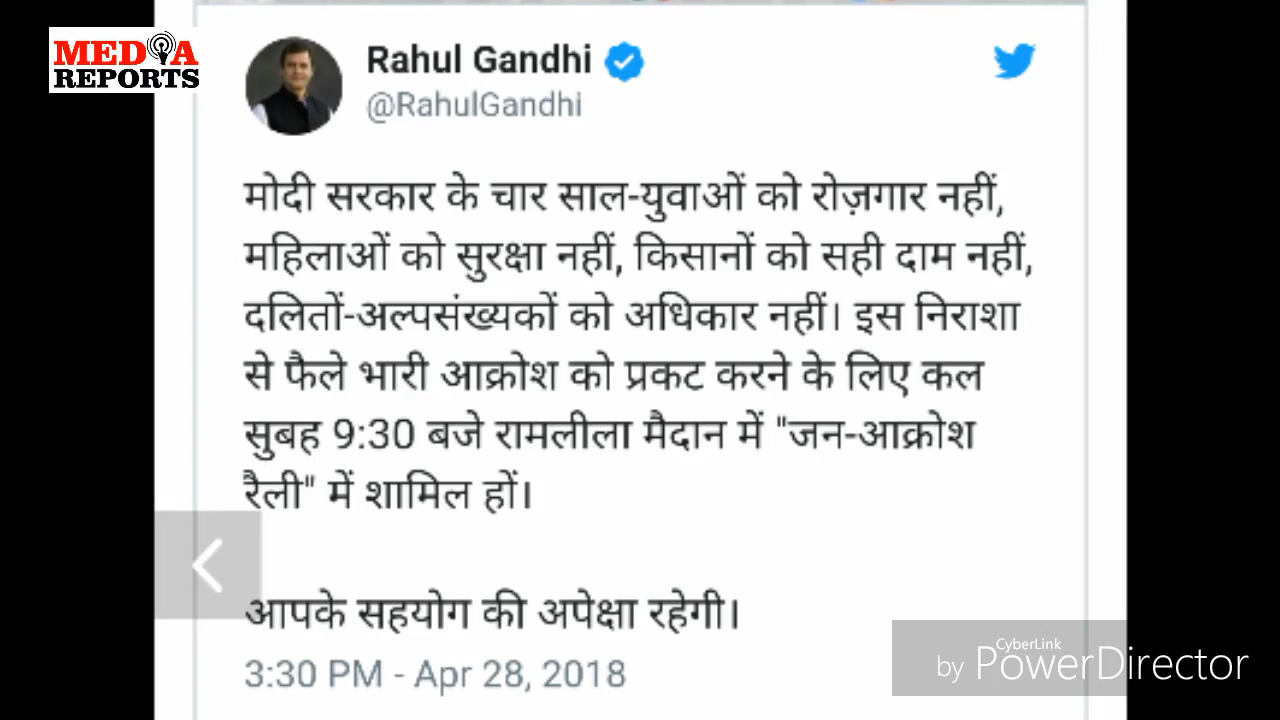 MEDIA
REPORTS
Rahul Gandhi
@RahulGandhi
मोदी सरकार के चार साल-युवाओं को रोज़गार नहीं,
महिलाओं को सुरक्षा नहीं, किसानों को सही दाम नहीं,
दलितों-अल्पसंख्यकों को अधिकार नहीं। इस निराशा
से फैले भारी आक्रोश को प्रकट करने के लिए कल
सुबह 9:30 बजे रामलीला मैदान में "जन-आक्रोश
रैली" में शामिल हों।
आपके सहयोग की अपेक्षा रहेगी।
3:30 PM - Apr 28, 2018
CyberLink
by PowerDirector